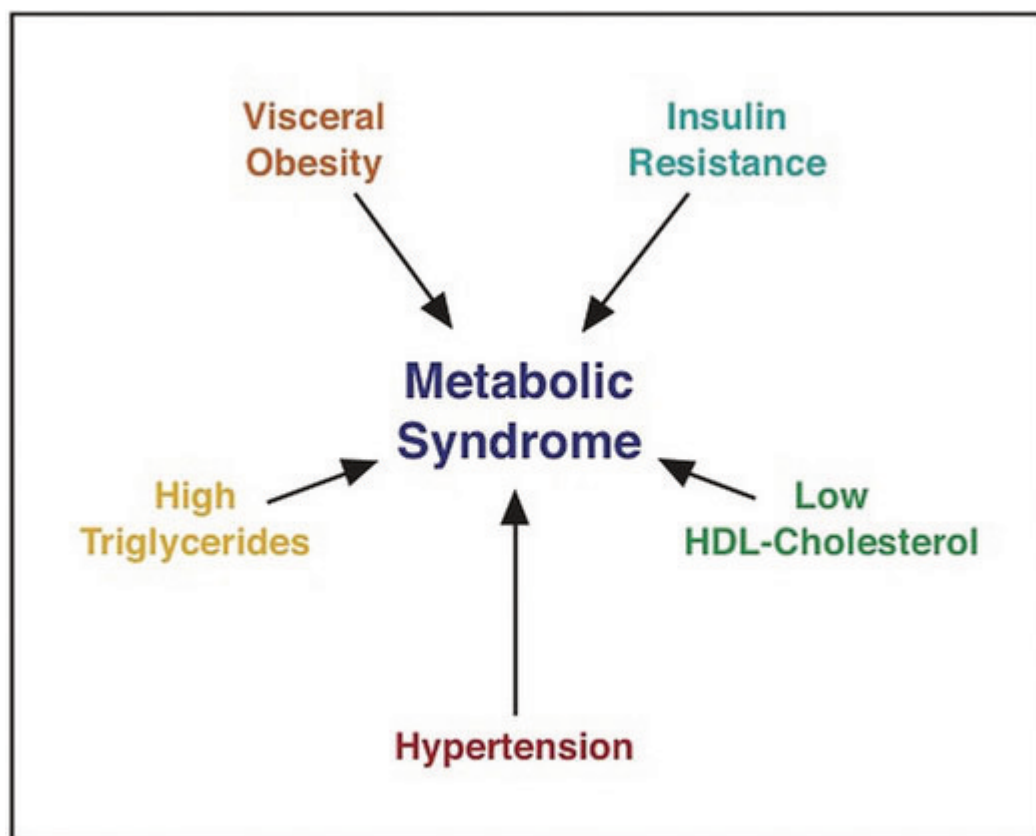 Visceral
Obesity
Insulin
Resistance
Metabolic
Syndrome
High
Triglycerides
Low
HDL-Cholesterol
Hypertension